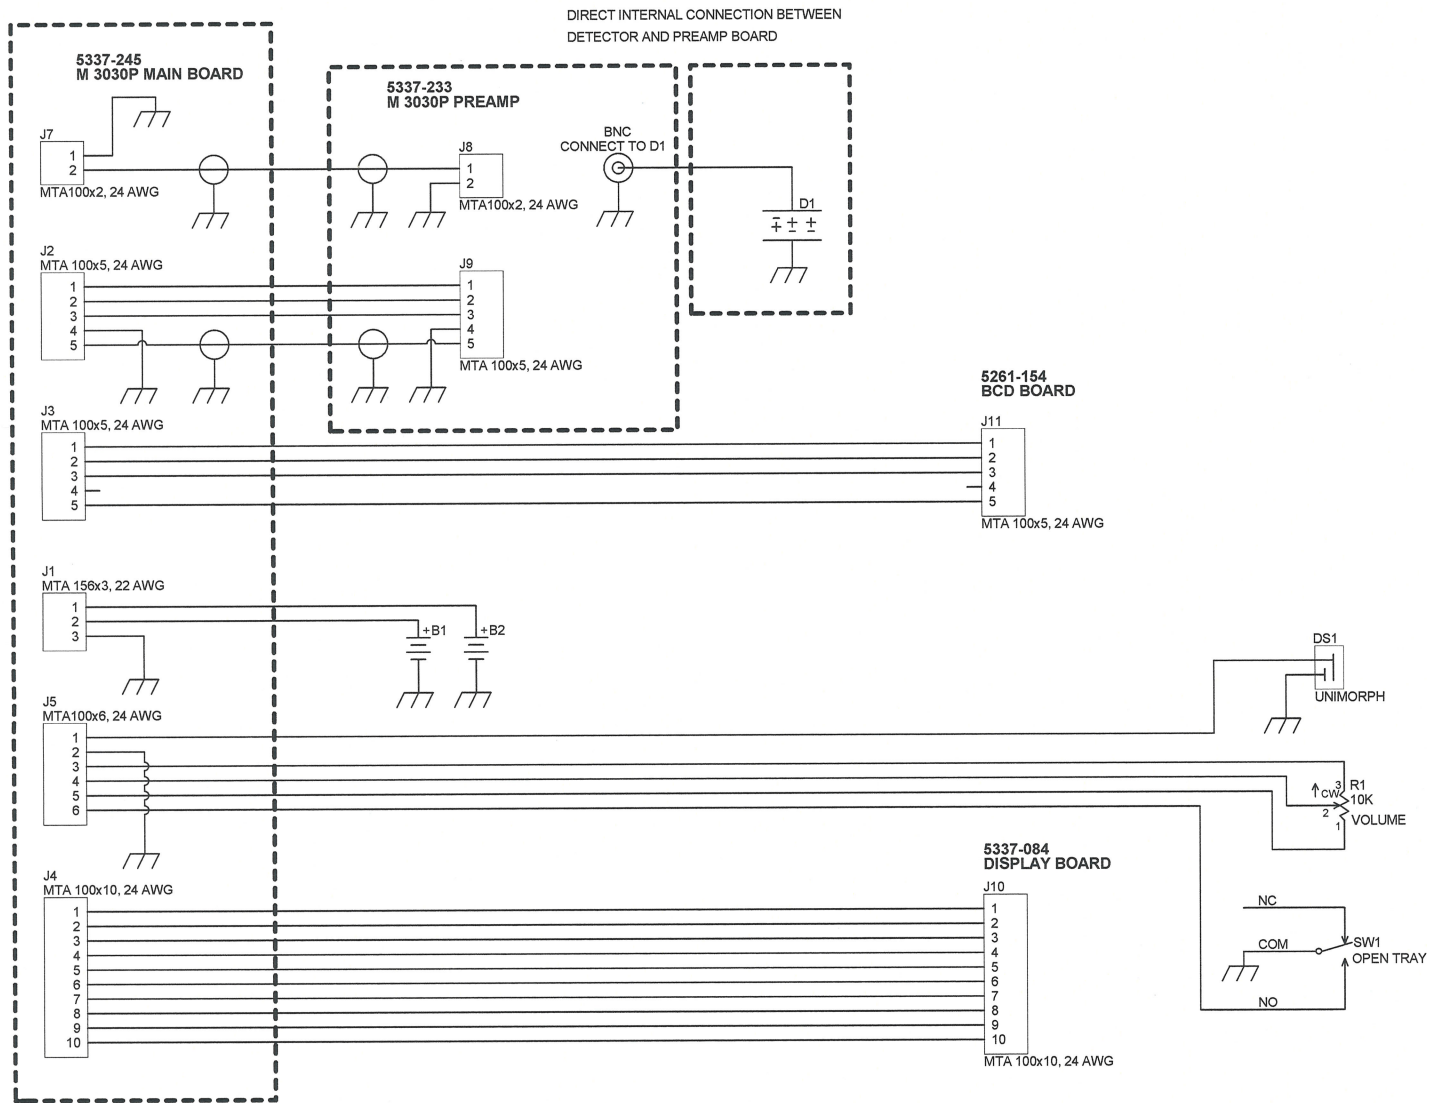 DIRECT INTERNAL CONNECTION BETWEEN
DETECTOR AND PREAMP BOARD
5337-245
M 3030P MAIN BOARD
5337-233
M 3030P PREAMP
J7
1
2
MTA100x2, 24 AWG
J8
1
2
MTA100x2, 24 AWG
BNC
CONNECT TO D1
D1
J2
MTA 100x5, 24 AWG
1
2
3
4
5
J9
1
2
3
4
5
MTA 100x5, 24 AWG
5261-154
BCD BOARD
J3
MTA 100x5, 24 AWG
1
2
3
4
5
J11
1
2
3
4
5
MTA 100x5, 24 AWG
J1
MTA 156x3, 22 AWG
1
2
3
+B1
+B2
DS1
UNIMORPH
J5
MTA100x6, 24 AWG
1
2
3
4
5
6
R1
10K
VOLUME
CW
3
2
1
5337-084
DISPLAY BOARD
J4
MTA 100x10, 24 AWG
1
2
3
4
5
6
7
8
9
10
J10
1
2
3
4
5
6
7
8
9
10
MTA 100x10, 24 AWG
NC
COM
SW1
OPEN TRAY
NO